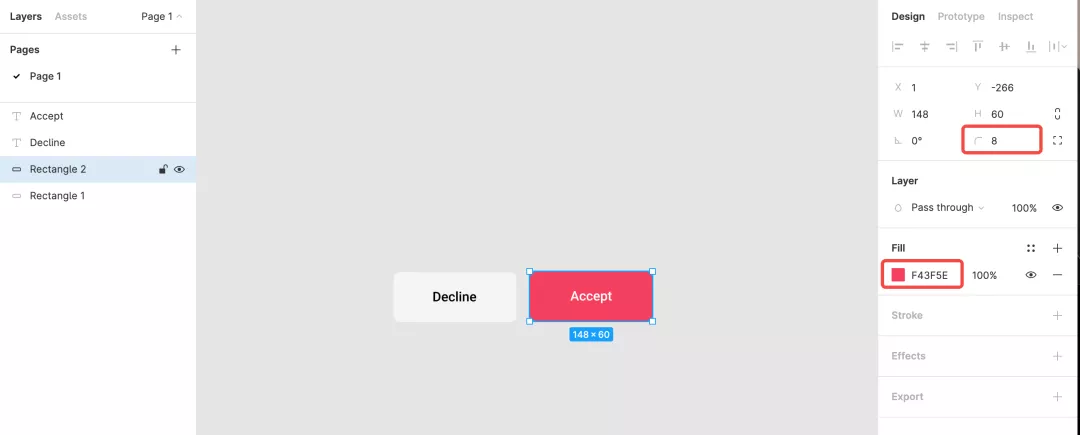 Layers Assets Page 1
Pages
Page 1
Accept
Decline
Rectangle 2
Rectangle 1
Decline
Accept
148 × 60
Design Prototype Inspect
X 1 Y -266
W 148 H 60
0° 8
Layer
Pass through 100%
Fill
F43F5E 100%
Stroke
Effects
Export